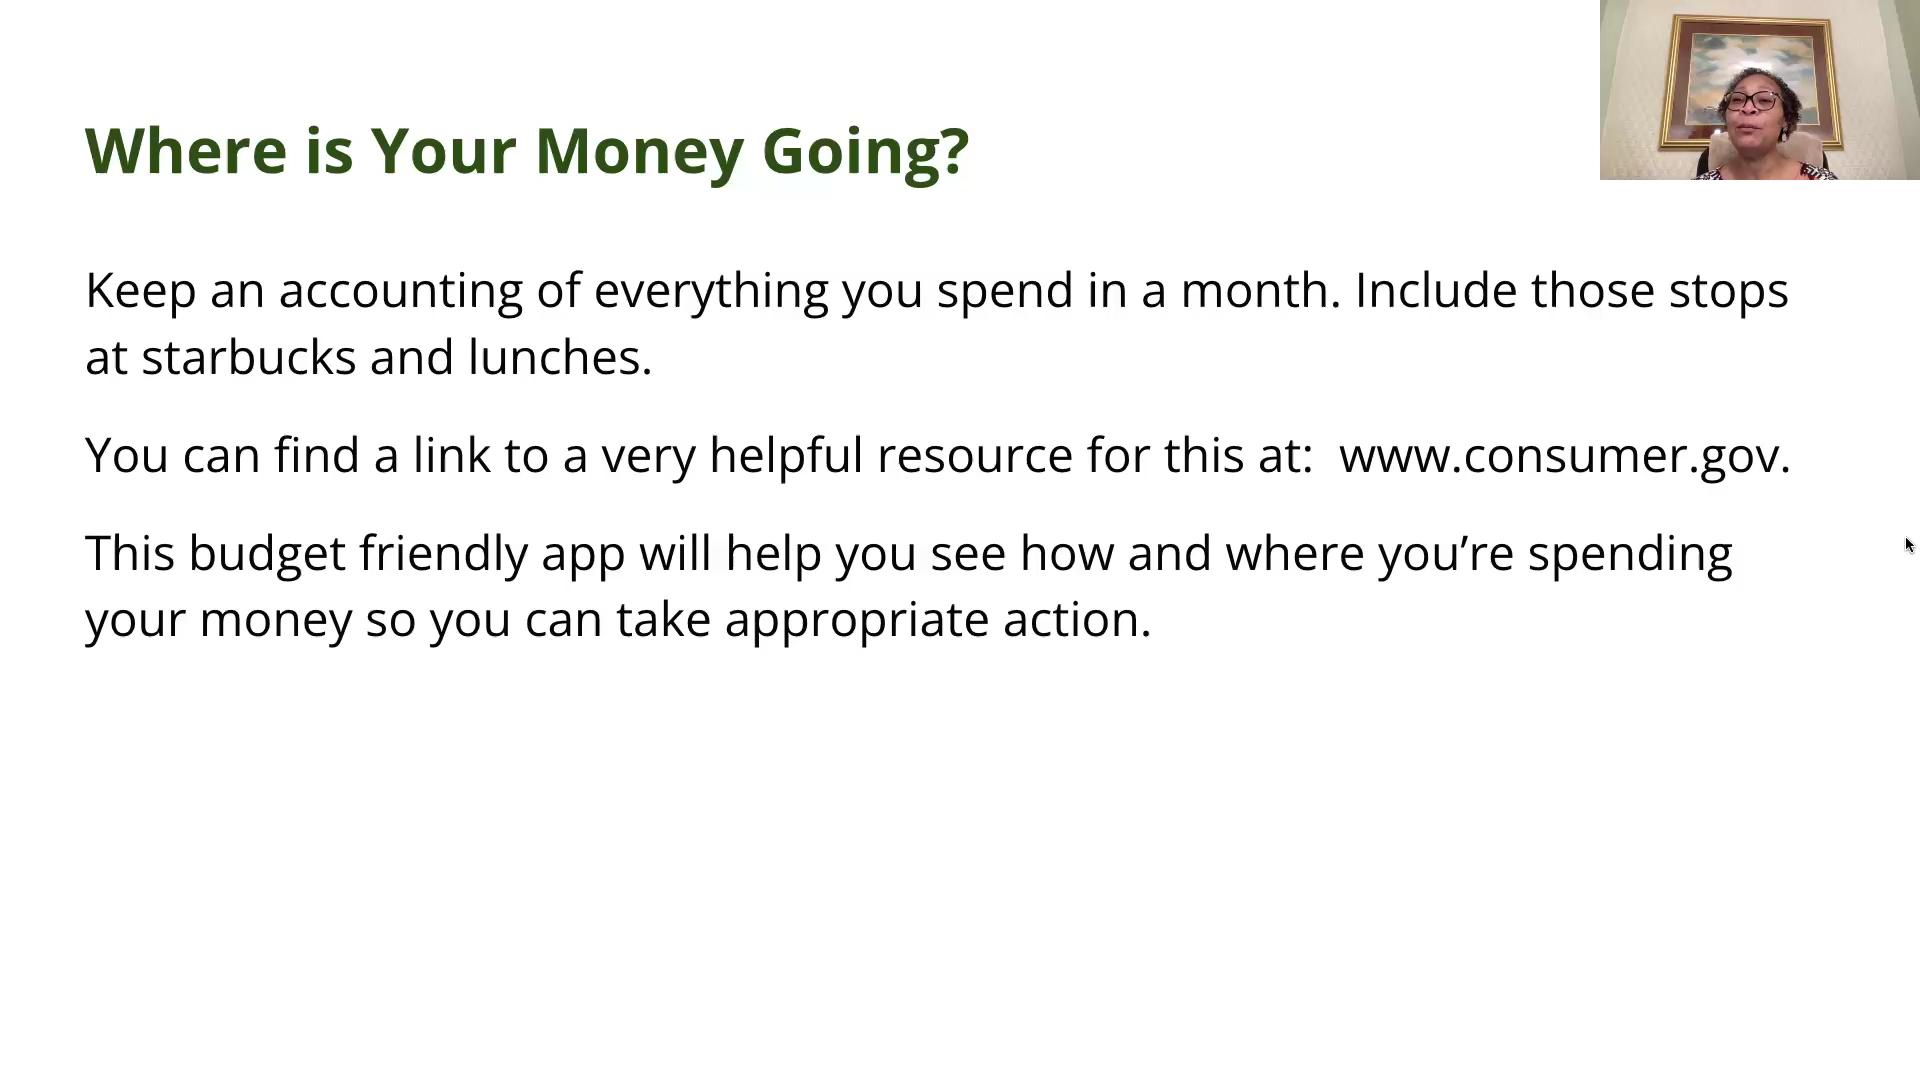 Where is Your Money Going?
Keep an accounting of everything you spend in a month. Include those stops
at starbucks and lunches.
You can find a link to a very helpful resource for this at:  www.consumer.gov.
This budget friendly app will help you see how and where you’re spending
your money so you can take appropriate action.